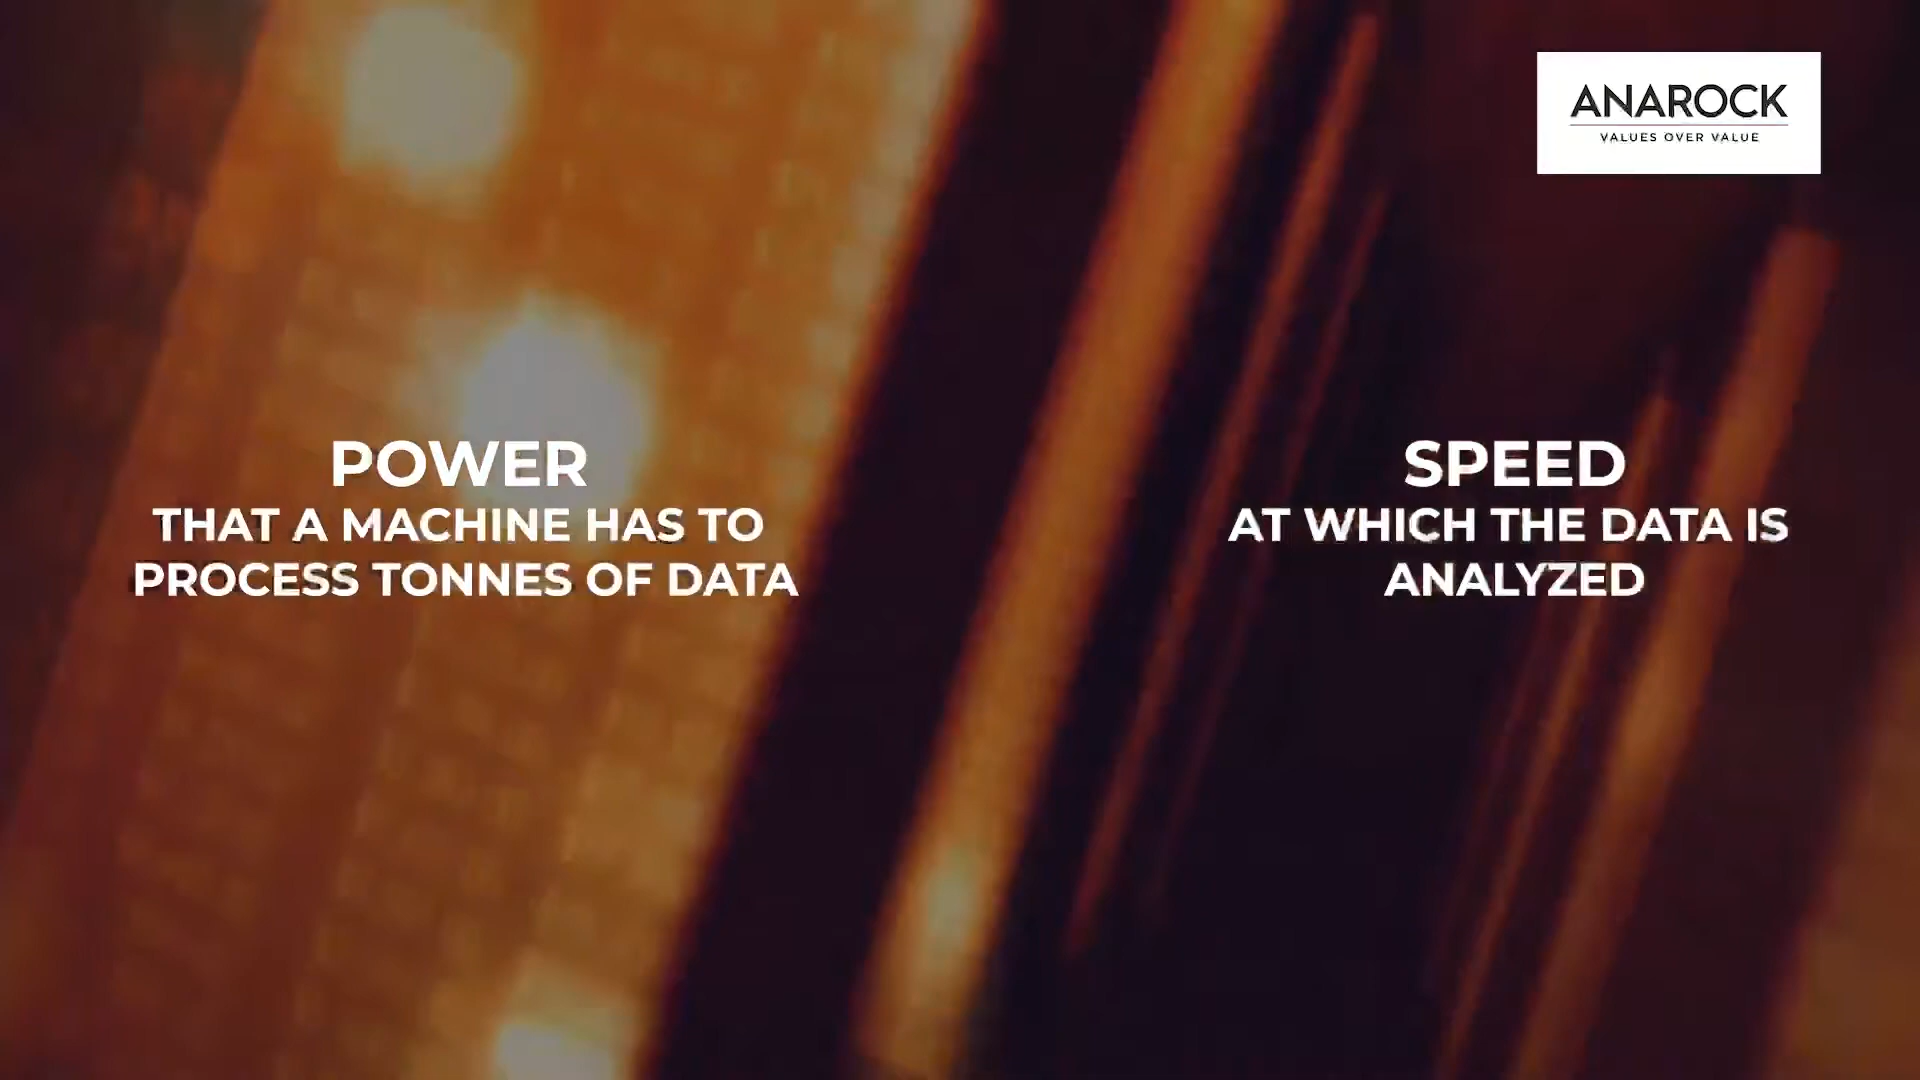 ANAROCK
VALUES OVER VALUE
POWER
THAT A MACHINE HAS TO
PROCESS TONNES OF DATA
SPEED
AT WHICH THE DATA IS
ANALYZED